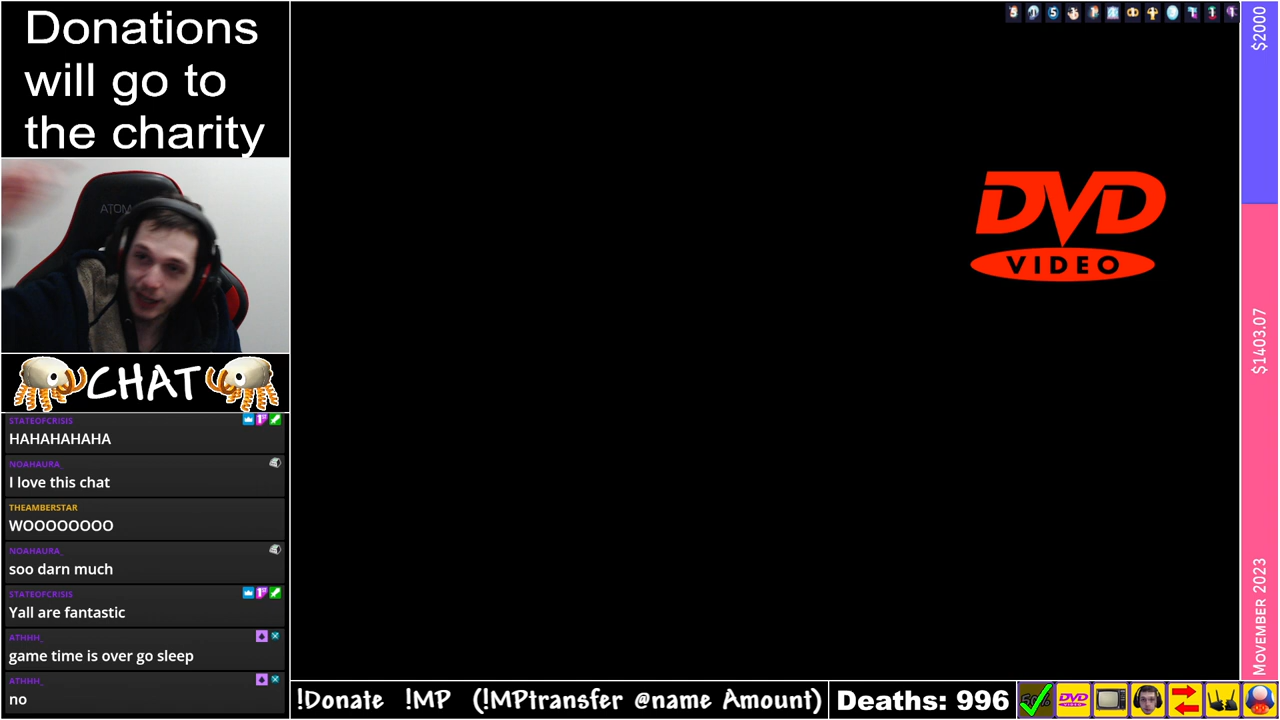 Donations
will go to
the charity
ATOM
CHAT
STATEOFCRISIS
HAHAHAHAHA
NOAHAURA_
I love this chat
THEAMBERSTAR
WOOOOOOOO
NOAHAURA_
soo darn much
STATEOFCRISIS
Yall are fantastic
ATHHH_
game time is over go sleep
ATHHH_
no
DVD
VIDEO
!Donate !MP (!MPtransfer @name Amount)
Deaths: 996
DVD
$2000
$1403.07
MOVEMBER 2023